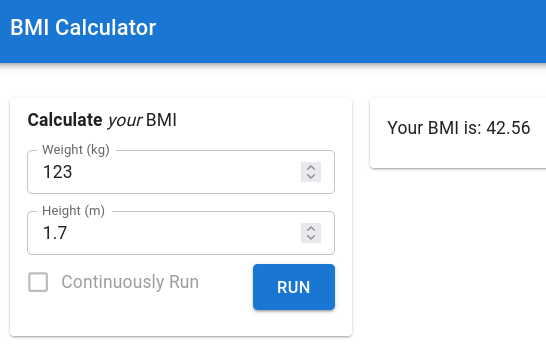 BMI Calculator
Calculate your BMI
Weight (kg)
123
Height (m)
1.7
Continuously Run
RUN
Your BMI is: 42.56